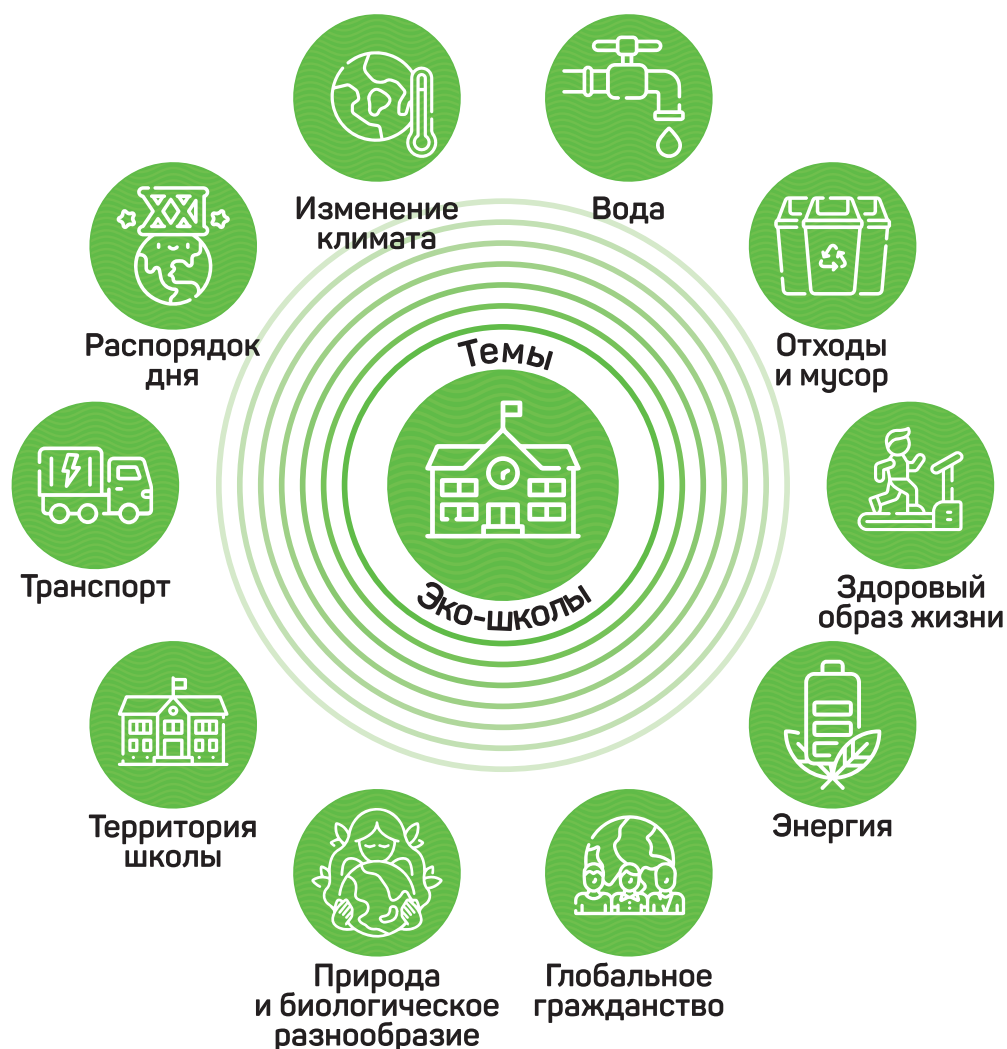 Темы
Эко-школы
Изменение
климата
Вода
XXI
Отходы
и мусор
Распорядок
дня
Здоровый
образ жизни
Транспорт
Энергия
Территория
школы
Глобальное
гражданство
Природа
и биологическое
разнообразие